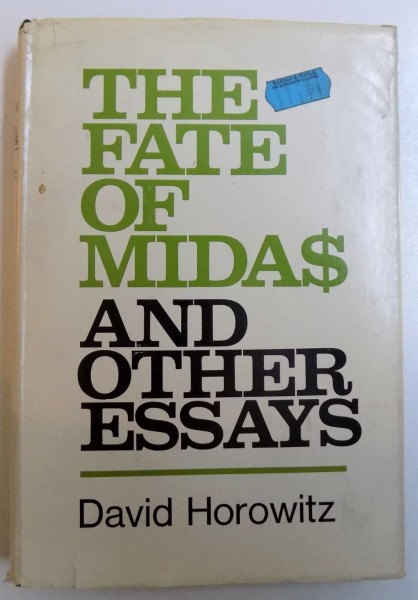 THE
FATE
OF
MIDA$
AND
OTHER
ESSAYS
David Horowitz